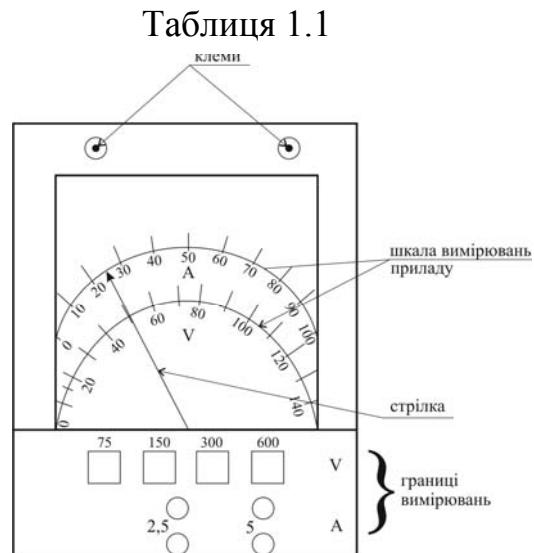 Таблиця 1.1
клеми
0 10 20 30 40 50 60 70 80 90 100
A
шкала вимірювань
приладу
0 20 40 60 80 100 120 140
V
стрілка
75 150 300 600
V
границі
вимірювань
2,5 5
A